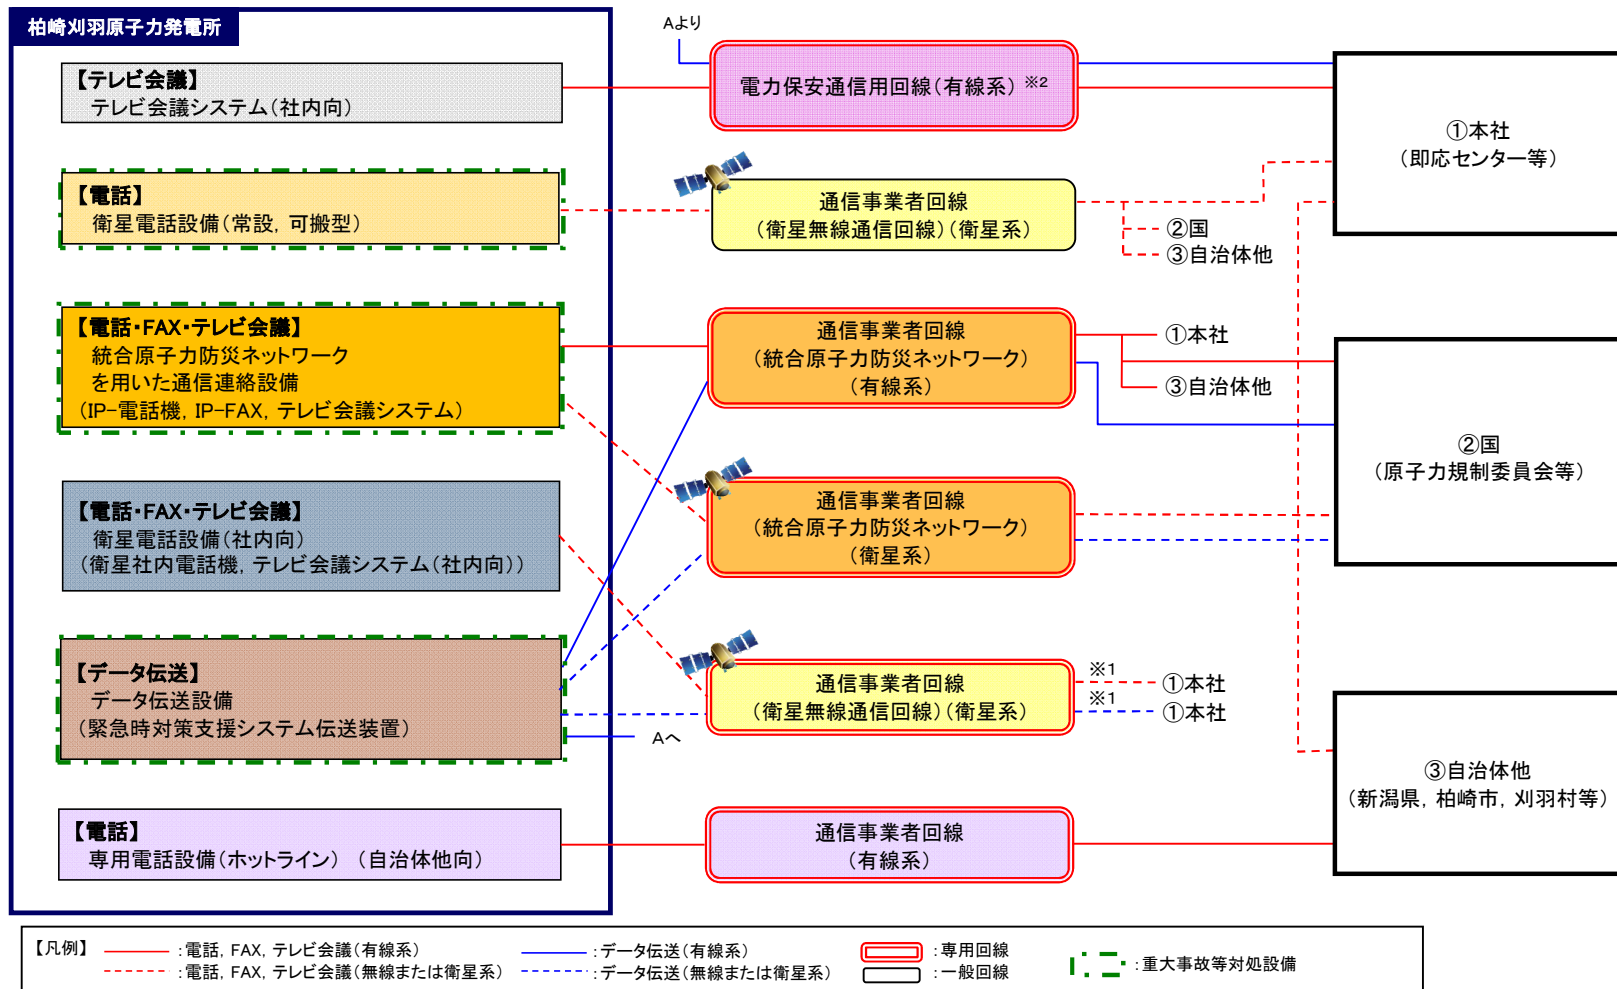 柏崎刈羽原子力発電所
【テレビ会議】
テレビ会議システム（社内向）
【電話】
衛星電話設備（常設，可搬型）
【電話・FAX・テレビ会議】
統合原子力防災ネットワーク
を用いた通信連絡設備
（IP-電話機，IP-FAX，テレビ会議システム）
【電話・FAX・テレビ会議】
衛星電話設備（社内向）
（衛星社内電話機，テレビ会議システム（社内向））
【データ伝送】
データ伝送設備
（緊急時対策支援システム伝送装置）
【電話】
専用電話設備（ホットライン）（自治体他向）
Aより
Aへ
電力保安通信用回線（有線系）※2
通信事業者回線
（衛星無線通信回線）（衛星系）
通信事業者回線
（統合原子力防災ネットワーク）
（有線系）
通信事業者回線
（統合原子力防災ネットワーク）
（衛星系）
通信事業者回線
（衛星無線通信回線）（衛星系）
通信事業者回線
（有線系）
②国
③自治体他
①本社
③自治体他
※1
①本社
※1
①本社
①本社
（即応センター等）
②国
（原子力規制委員会等）
③自治体他
（新潟県，柏崎市，刈羽村等）
【凡例】
：電話，FAX，テレビ会議（有線系）
：電話，FAX，テレビ会議（無線または衛星系）
：データ伝送（有線系）
：データ伝送（無線または衛星系）
：専用回線
：一般回線
：重大事故等対処設備